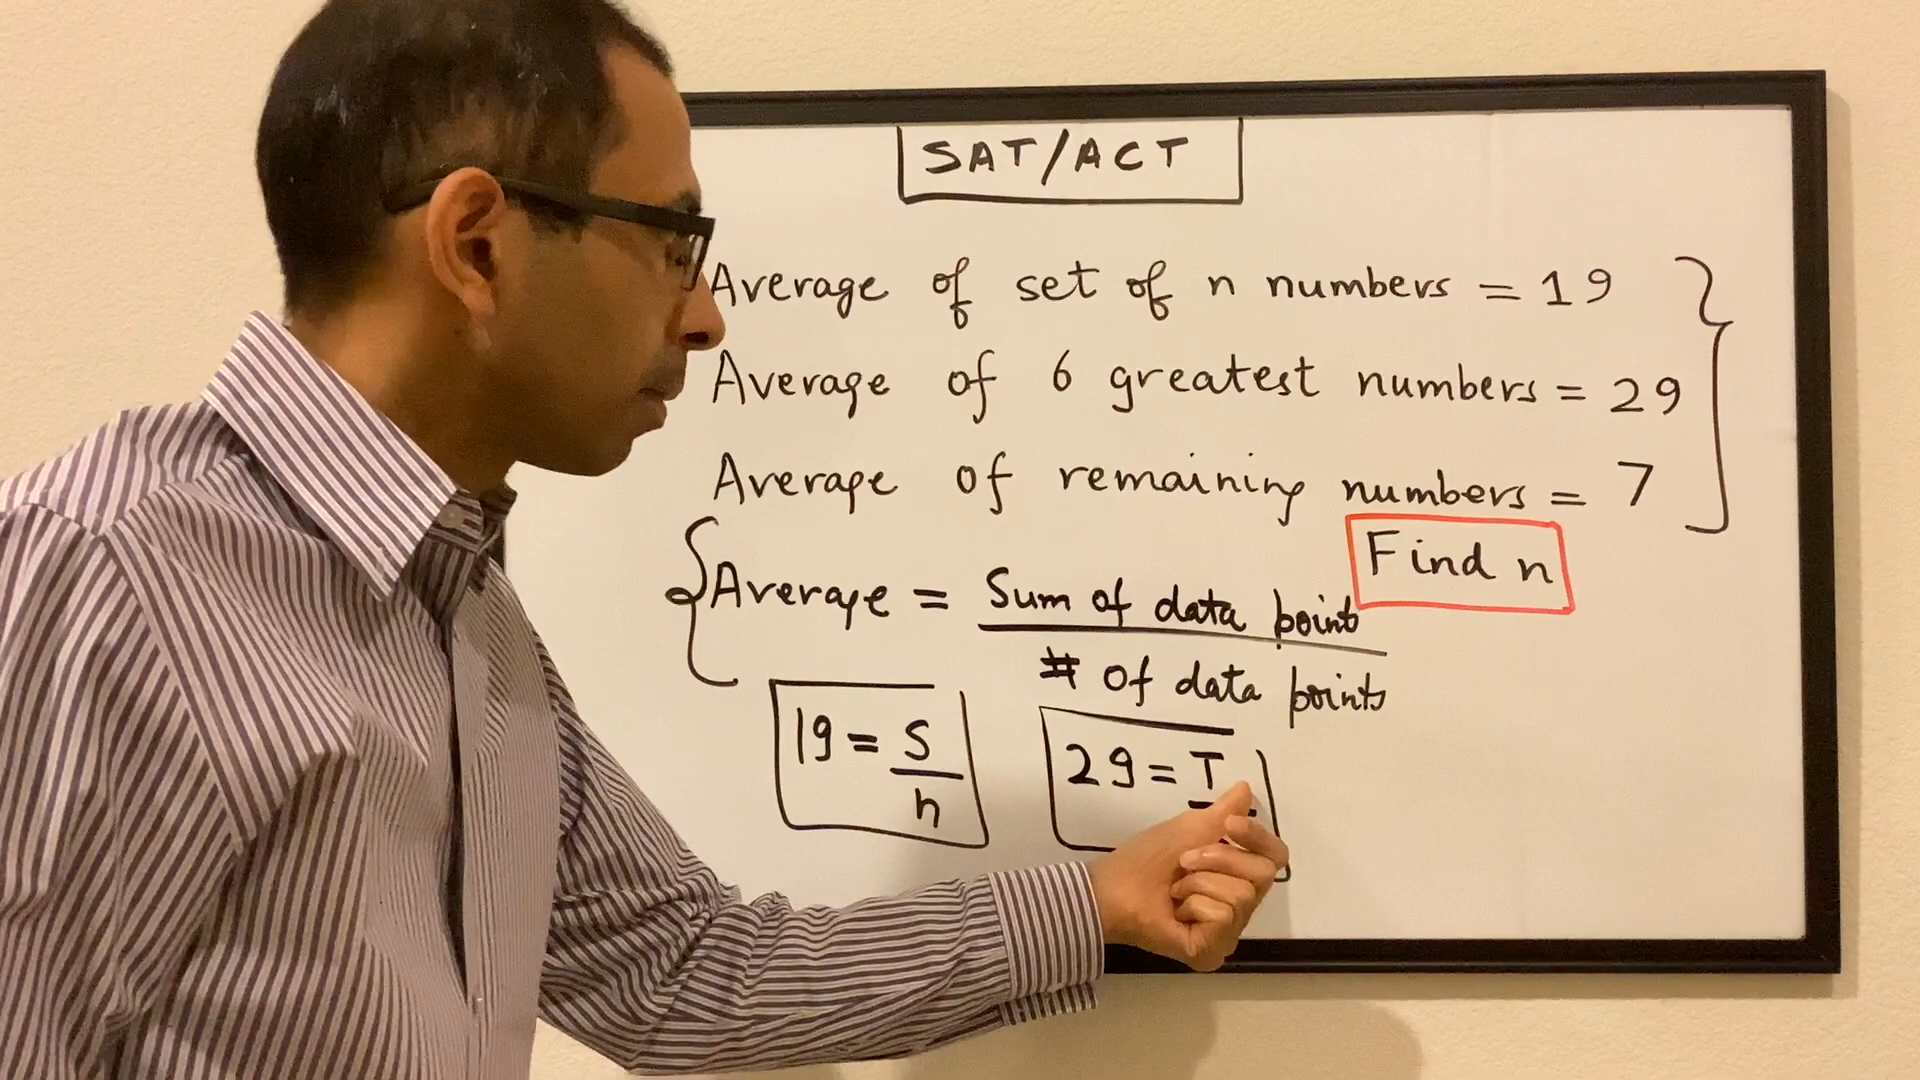 SAT/ACT
Average of set of n numbers = 19
Average of 6 greatest numbers = 29
Average of remaining numbers = 7
Find n
Average = Sum of data points
# of data points
19 = S
n
29 = T